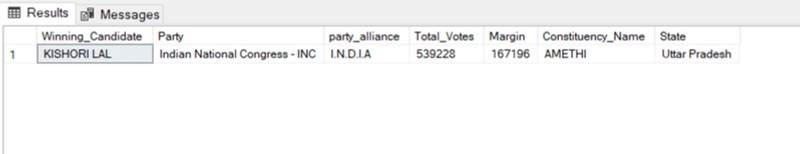 Results Messages
Winning_Candidate Party party_alliance Total_Votes Margin Constituency_Name State
1 KISHORI LAL Indian National Congress - INC I.N.D.I.A 539228 167196 AMETHI Uttar Pradesh